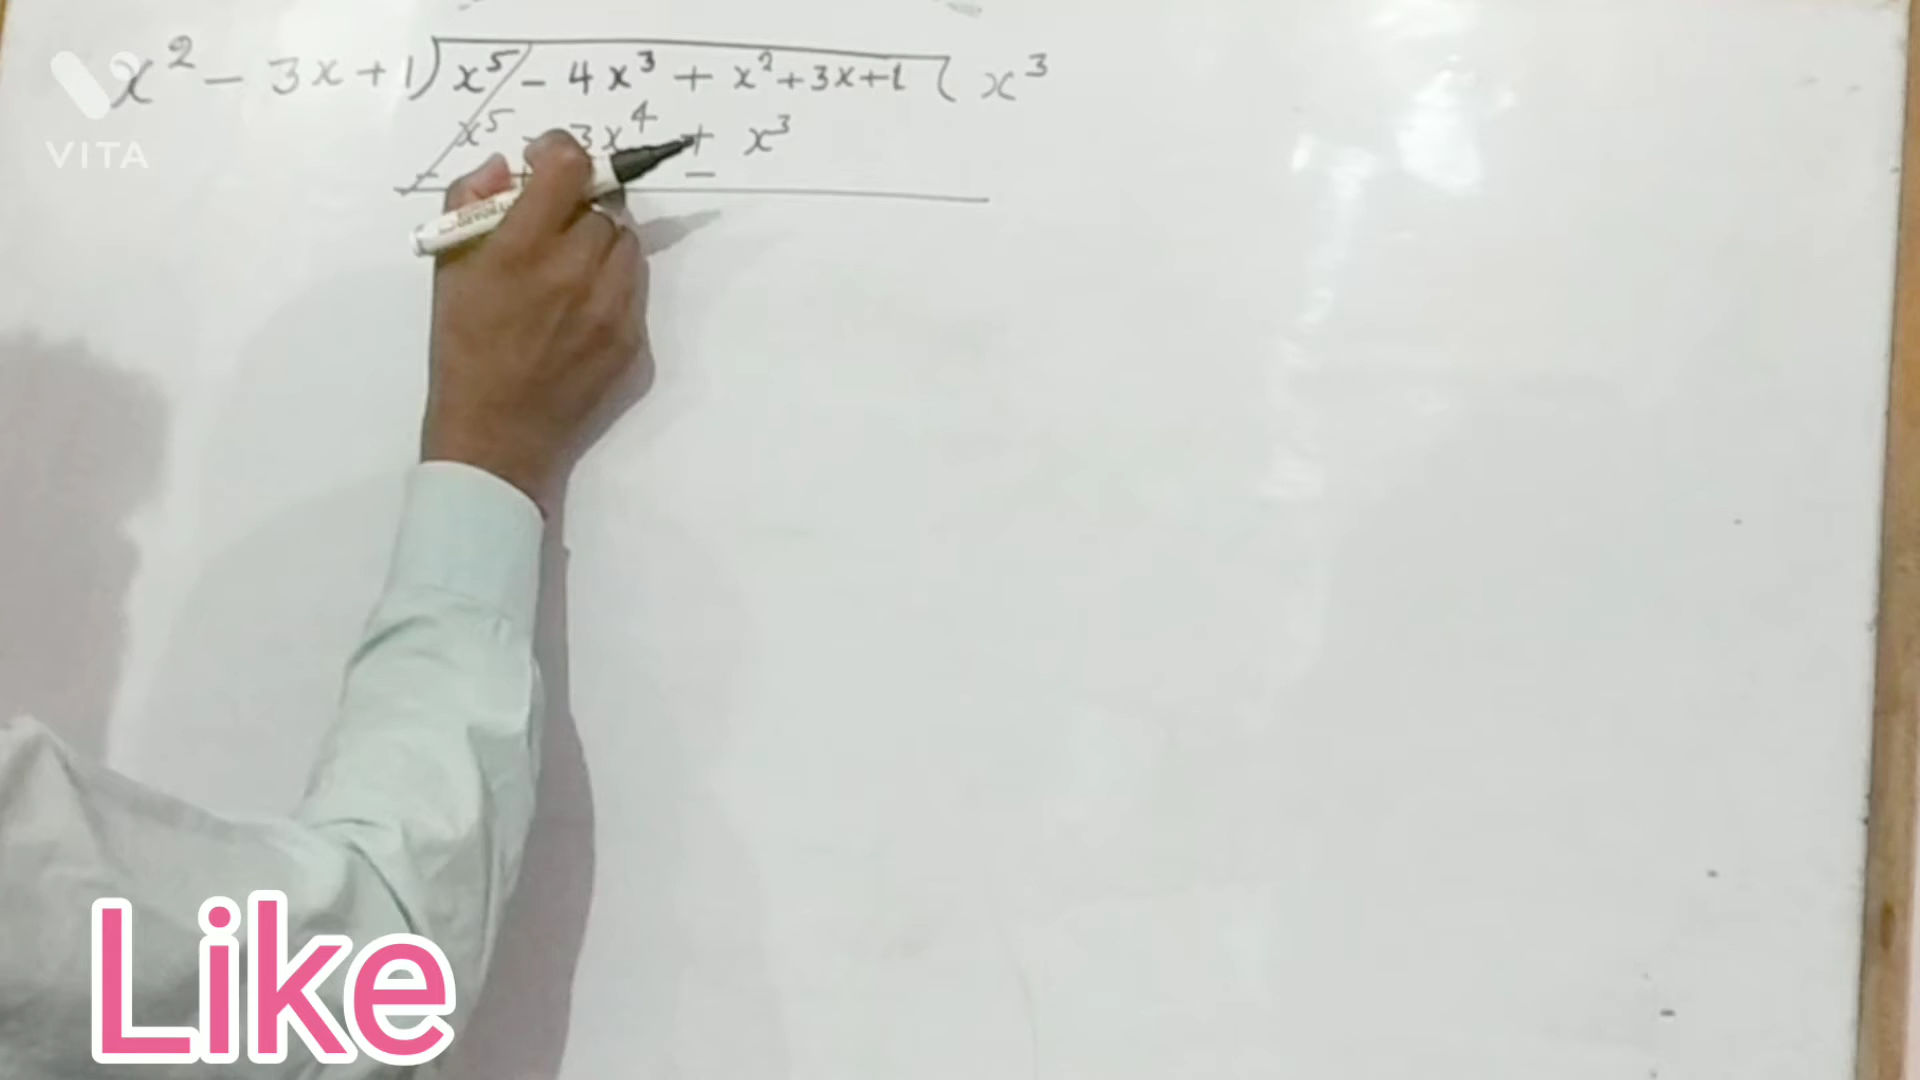 x² - 3x + 1) x⁵ - 4x³ + x² + 3x + 1 ( x³
x⁵ - 3x⁴ + x³
- + -
VITA
Like